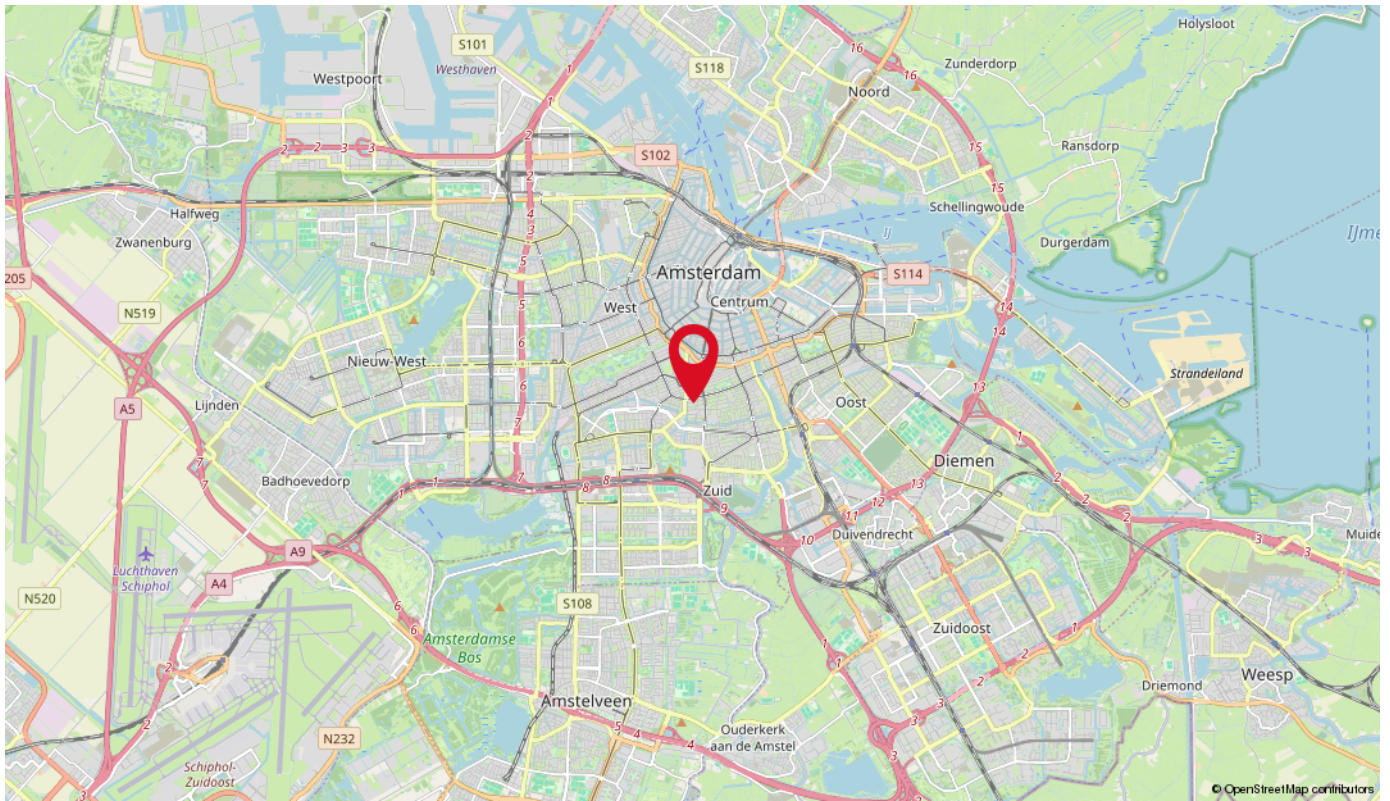 Holysloot
S101
S118
16
Westhaven
Zunderdorp
1
16
Westpoort
Noord
1
2
2
2
3
3
15
Ransdorp
S102
2
15
3
4
Schellingwoude
Halfweg
IJ
IJme
Zwanenburg
5
Durgerdam
Amsterdam
S114
205
5
West
Centrum
14
N519
5
14
6
Nieuw-West
6
Strandeiland
A5
13
Lijnden
Oost
7
1
7
Diemen
7
7
8
8
2
Badhoevedorp
1
1
Zuid
13
2
12
9
11
2
Muide
10
Duivendrecht
3
3
A9
Luchthaven
Schiphol
A4
N520
6
S108
6
Zuidoost
1
Amsterdamse
Bos
1
1
2
2
Weesp
Driemond
Amstelveen
3
3
2
5
4
4
Ouderkerk
aan de Amstel
N232
3
Schiphol-
Zuidoost
2
3
© OpenStreetMap contributors